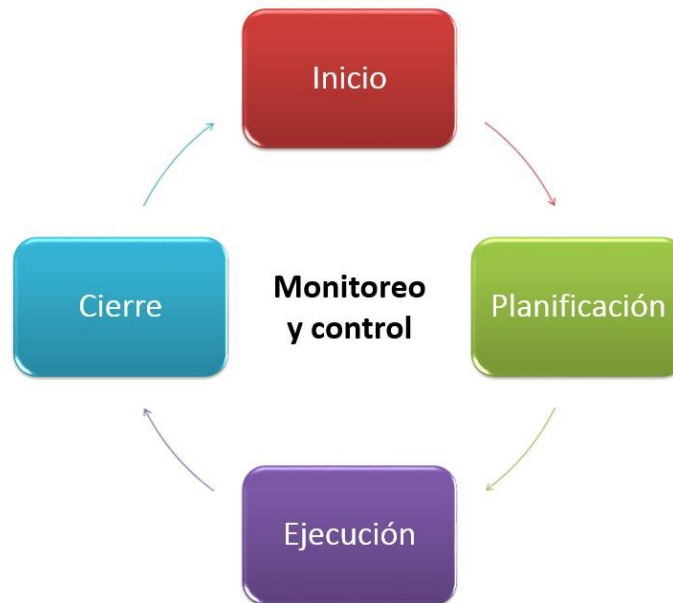 Inicio
Cierre
Monitoreo
y control
Planificación
Ejecución